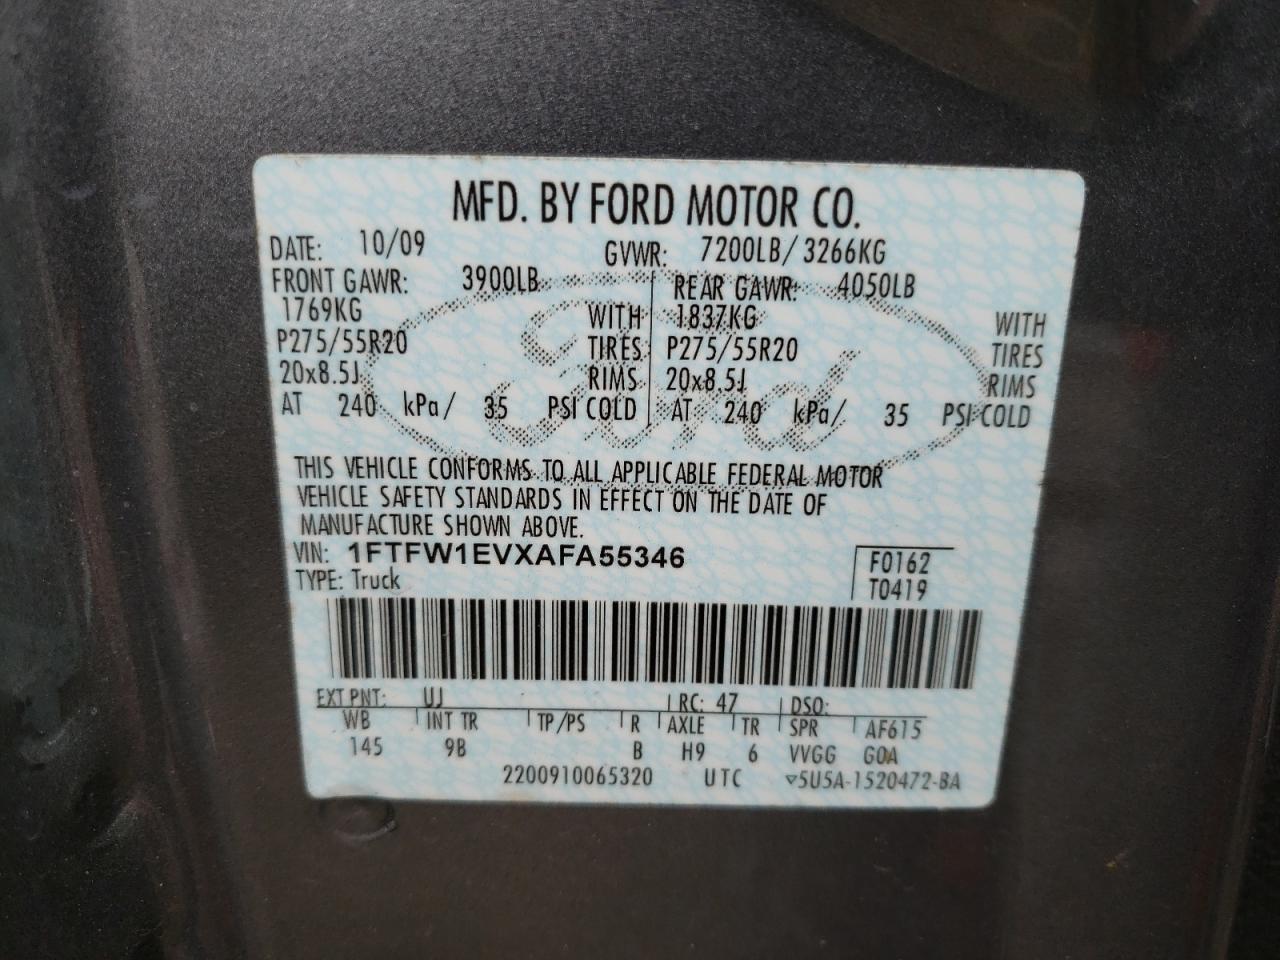 MFD. BY FORD MOTOR CO.
DATE: 10/09 GVWR: 7200LB/3266KG
FRONT GAWR: 3900LB REAR GAWR: 4050LB
1769KG WITH 1837KG WITH
P275/55R20 TIRES P275/55R20 TIRES
20x8.5J RIMS 20x8.5J RIMS
AT 240 kPa/ 35 PSI COLD AT 240 kPa/ 35 PSI COLD
Ford
THIS VEHICLE CONFORMS TO ALL APPLICABLE FEDERAL MOTOR
VEHICLE SAFETY STANDARDS IN EFFECT ON THE DATE OF
MANUFACTURE SHOWN ABOVE.
VIN: 1FTFW1EVXAFA55346 F0162
TYPE: Truck T0419
EXT PNT: UJ RC: 47 DSO:
WB INT TR TP/PS R AXLE TR SPR AF615
145 9B B H9 6 VVGG GOA
2200910065320 UTC ▽5U5A-1520472-BA